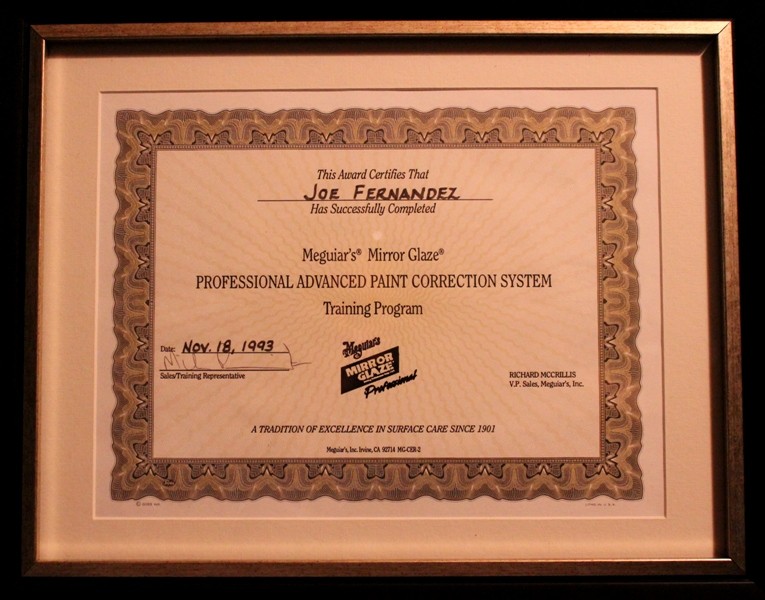 This Award Certifies That
JOE FERNANDEZ
Has Successfully Completed
Meguiar's® Mirror Glaze®
PROFESSIONAL ADVANCED PAINT CORRECTION SYSTEM
Training Program
Date: NOV. 18, 1993
Sales/Training Representative
Meguiar's
MIRROR
GLAZE
Professional
RICHARD MCCRILLIS
V.P. Sales, Meguiar's, Inc.
A TRADITION OF EXCELLENCE IN SURFACE CARE SINCE 1901
Meguiar's, Inc. Irvine, CA 92714 MG-CER-2